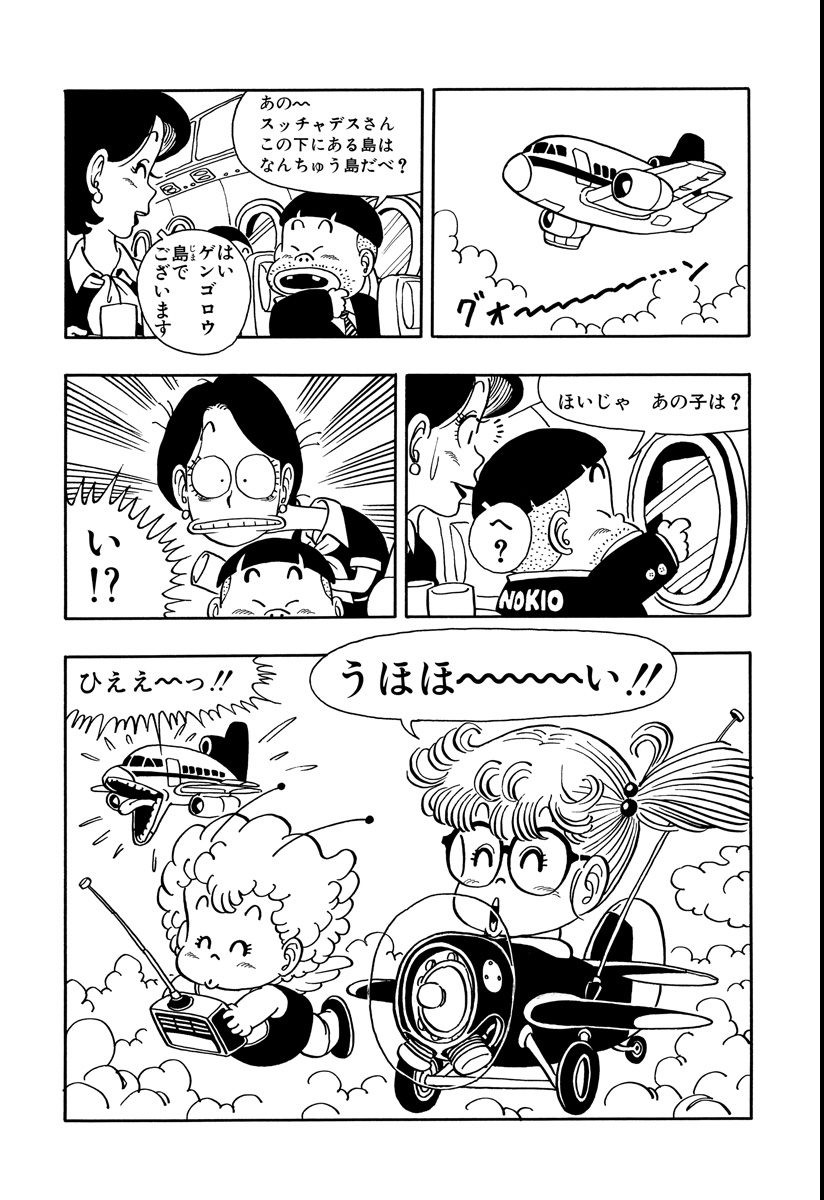 グオ〜〜〜…ン
あの〜
スッチャデスさん
この下にある島は
なんちゅう島だべ?
はい
ゲンゴロウ
島で
じま
ございます
ほいじゃ あの子は?
へ?
NOKIO
い!?
うほほ〜〜〜〜〜〜い!!
ひええ〜〜っ!!